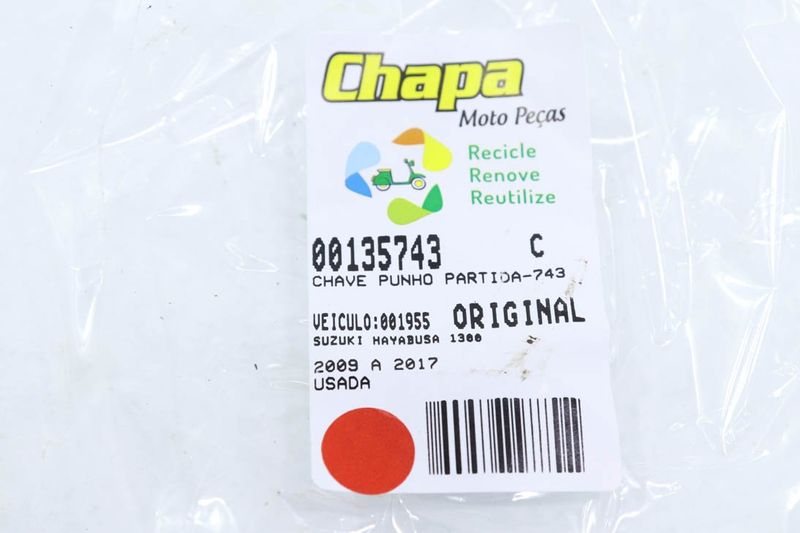 Chapa
Moto Peças
Recicle
Renove
Reutilize
00135743 C
CHAVE PUNHO PARTIDA-743
VEICULO:001955 ORIGINAL
SUZUKI HAYABUSA 1300
2009 A 2017
USADA